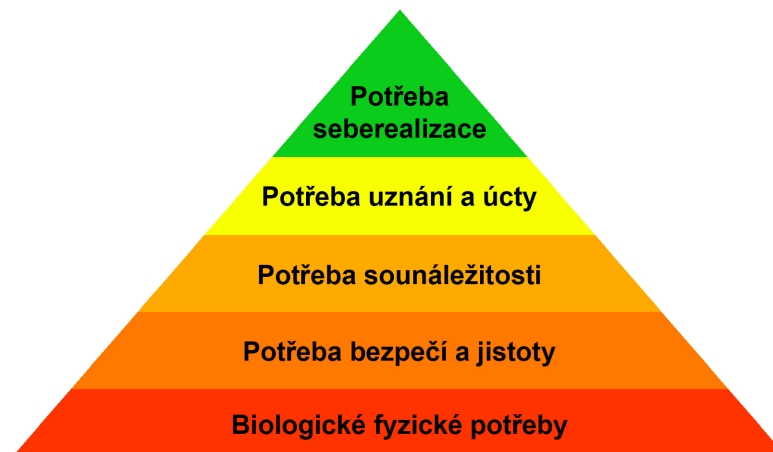 Potřeba
seberealizace
Potřeba uznání a úcty
Potřeba sounáležitosti
Potřeba bezpečí a jistoty
Biologické fyzické potřeby